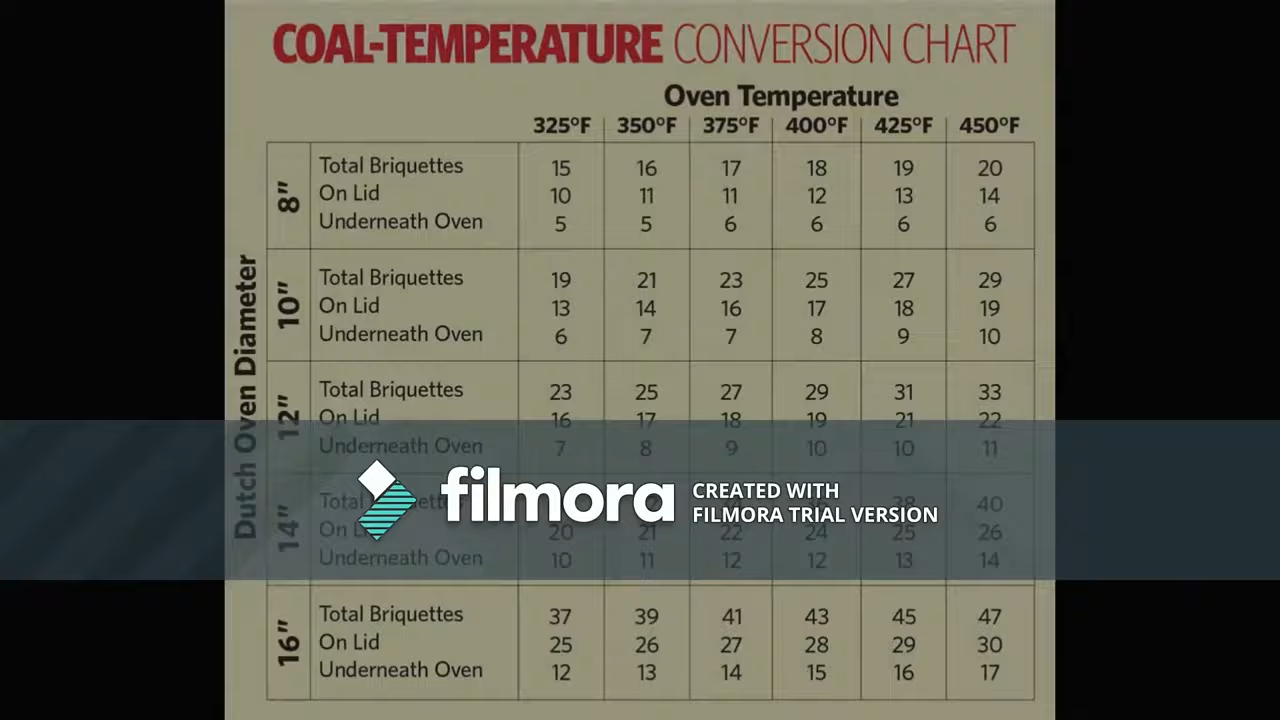 COAL-TEMPERATURE CONVERSION CHART
Oven Temperature
325°F 350°F 375°F 400°F 425°F 450°F
Dutch Oven Diameter
8"
Total Briquettes 15 16 17 18 19 20
On Lid 10 11 11 12 13 14
Underneath Oven 5 5 6 6 6 6
10"
Total Briquettes 19 21 23 25 27 29
On Lid 13 14 16 17 18 19
Underneath Oven 6 7 7 8 9 10
12"
Total Briquettes 23 25 27 29 31 33
On Lid 16 17 18 19 21 22
Underneath Oven 7 8 9 10 10 11
14"
Total 38 40
On 20 21 22 24 25 26
Underneath Oven 10 11 12 12 13 14
filmora
CREATED WITH
FILMORA TRIAL VERSION
16"
Total Briquettes 37 39 41 43 45 47
On Lid 25 26 27 28 29 30
Underneath Oven 12 13 14 15 16 17